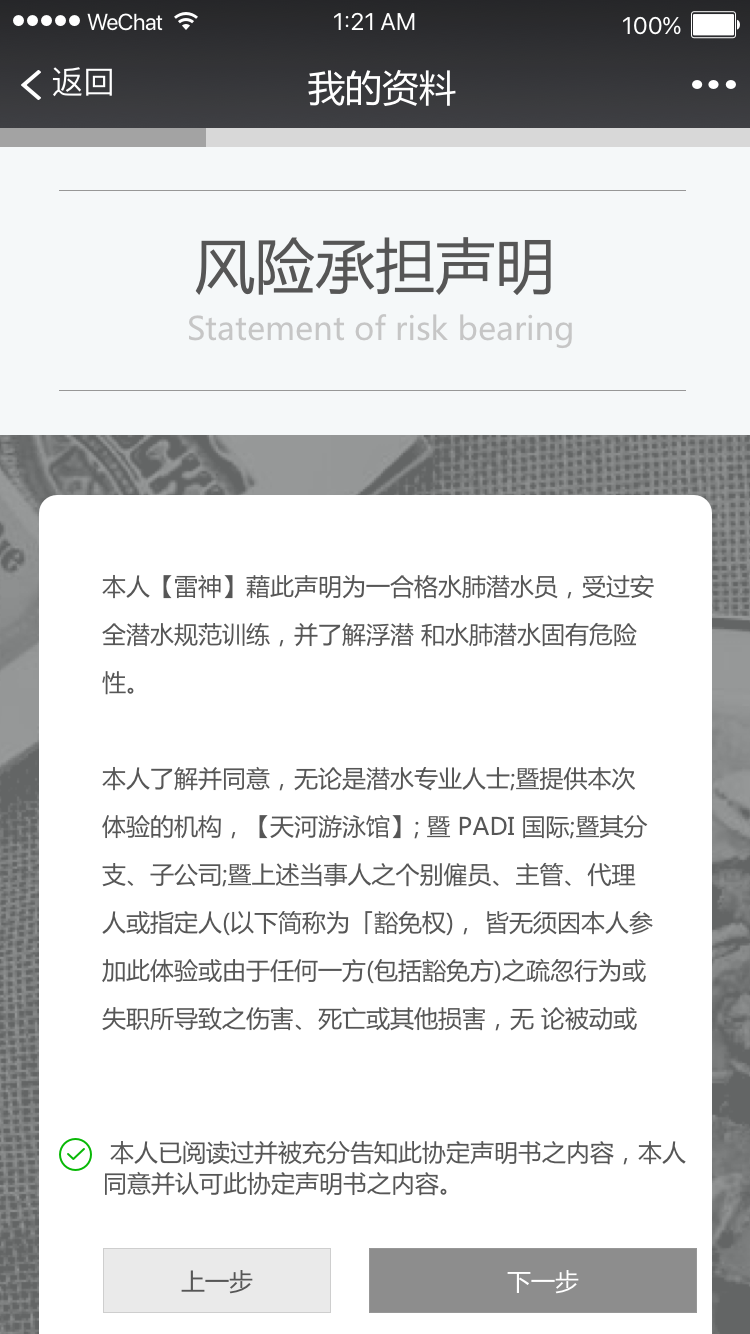 WeChat 1:21 AM 100%
返回 我的资料
风险承担声明
Statement of risk bearing
本人【雷神】藉此声明为一合格水肺潜水员，受过安
全潜水规范训练，并了解浮潜 和水肺潜水固有危险
性。
本人了解并同意，无论是潜水专业人士;暨提供本次
体验的机构，【天河游泳馆】; 暨 PADI 国际;暨其分
支、子公司;暨上述当事人之个别僱员、主管、代理
人或指定人(以下简称为「豁免权)， 皆无须因本人参
加此体验或由于任何一方(包括豁免方)之疏忽行为或
失职所导致之伤害、死亡或其他损害，无 论被动或
本人已阅读过并被充分告知此协定声明书之内容，本人
同意并认可此协定声明书之内容。
上一步 下一步